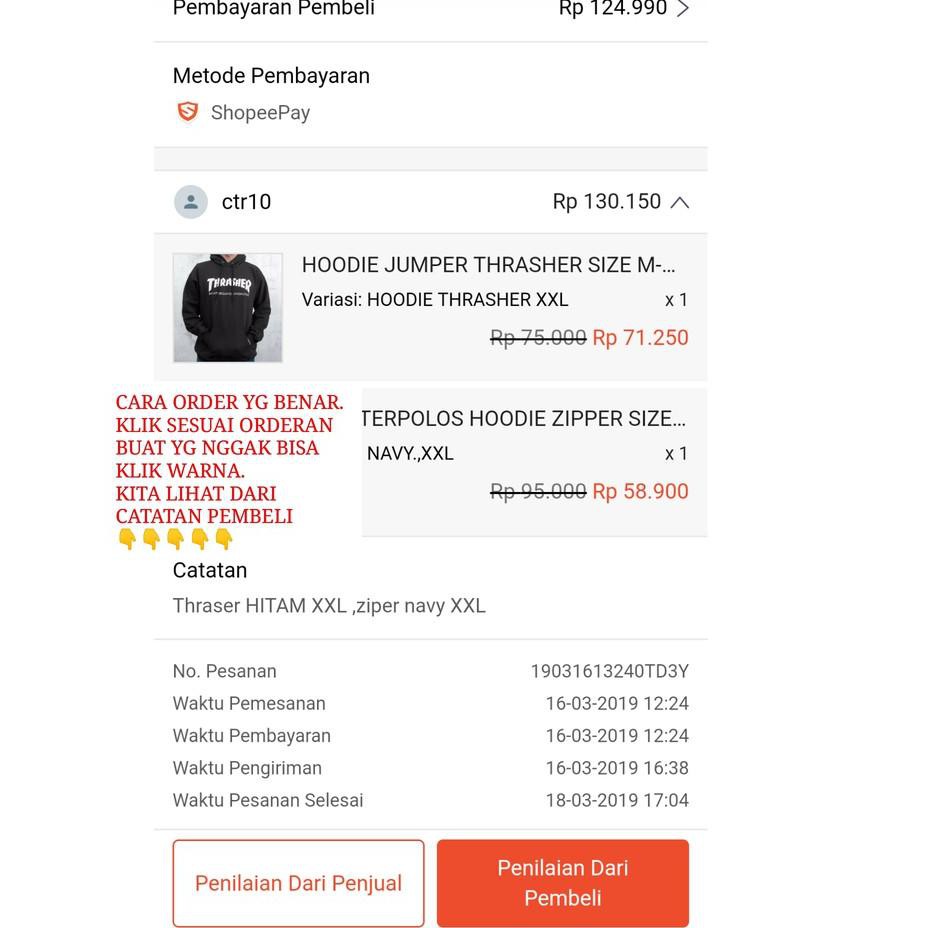 Pembayaran Pembeli Rp 124.990
Metode Pembayaran
ShopeePay
ctr10 Rp 130.150
HOODIE JUMPER THRASHER SIZE M-...
THRASHER
Variasi: HOODIE THRASHER XXL x 1
Rp 75.000 Rp 71.250
CARA ORDER YG BENAR.
KLIK SESUAI ORDERAN
BUAT YG NGGAK BISA
KLIK WARNA.
KITA LIHAT DARI
CATATAN PEMBELI
👇👇👇👇👇
TERPOLOS HOODIE ZIPPER SIZE...
NAVY.,XXL x 1
Rp 95.000 Rp 58.900
Catatan
Thraser HITAM XXL ,ziper navy XXL
No. Pesanan 19031613240TD3Y
Waktu Pemesanan 16-03-2019 12:24
Waktu Pembayaran 16-03-2019 12:24
Waktu Pengiriman 16-03-2019 16:38
Waktu Pesanan Selesai 18-03-2019 17:04
Penilaian Dari Penjual
Penilaian Dari
Pembeli